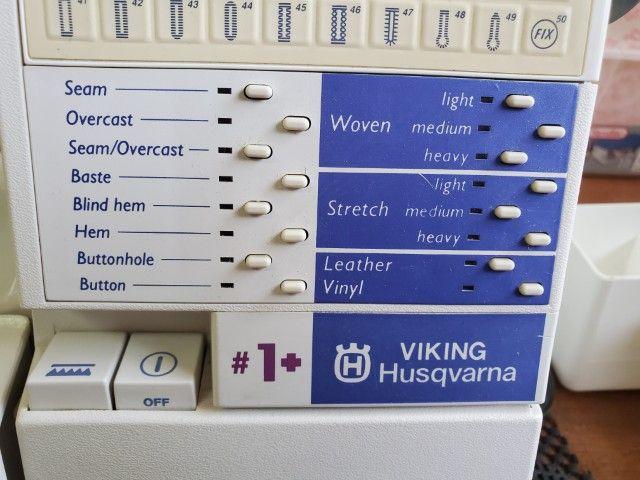 41 42 43 44 45 46 47 48 49 50
FIX
Seam
Overcast
Seam/Overcast
Baste
Blind hem
Hem
Buttonhole
Button
Woven
light
medium
heavy
Stretch
light
medium
heavy
Leather
Vinyl
OFF
#1+
VIKING
Husqvarna